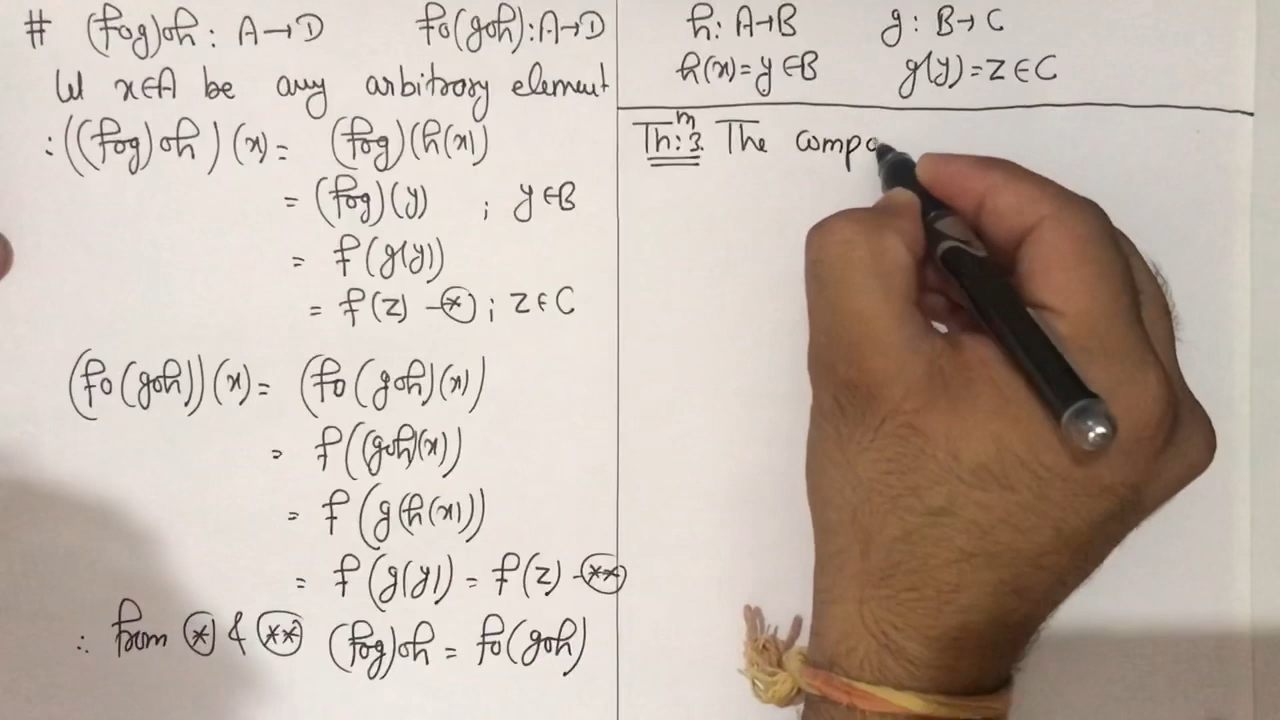 # (fog)oh : A→D fo(goh):A→D
let x∈A be any arbitrary element
∴((fog)oh)(x)= (fog)(h(x))
= (fog)(y) ; y∈B
= f(g(y))
= f(z) -⊛ ; z∈C
(fo(goh))(x)= (fo(goh)(x)
= f((goh)(x))
= f(g(h(x))
= f(g(y)) = f(z) -(**)
∴ from (*) & (**) (fog)oh = fo(goh)
h: A→B g: B→C
h(x)=y∈B g(y)=z∈C
Thm:3. The compo